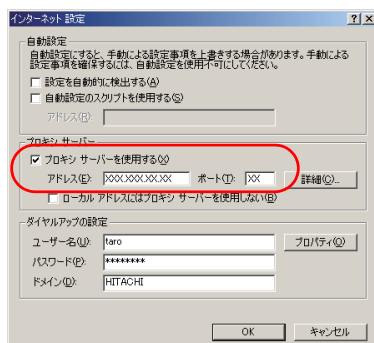 インターネット 設定
自動設定
自動設定にすると、手動による設定事項を上書きする場合があります。手動による
設定事項を確保するには、自動設定を使用不可にしてください。
設定を自動的に検出する(A)
自動設定のスクリプトを使用する(S)
アドレス(R):
プロキシ サーバー
プロキシ サーバーを使用する(X)
アドレス(E): XXX.XXX.XX.XX ポート(T): XX 詳細(C)...
ローカル アドレスにはプロキシ サーバーを使用しない(B)
ダイヤルアップの設定
ユーザー名(U): taro プロパティ(O)
パスワード(P): ********
ドメイン(D): HITACHI
OK キャンセル